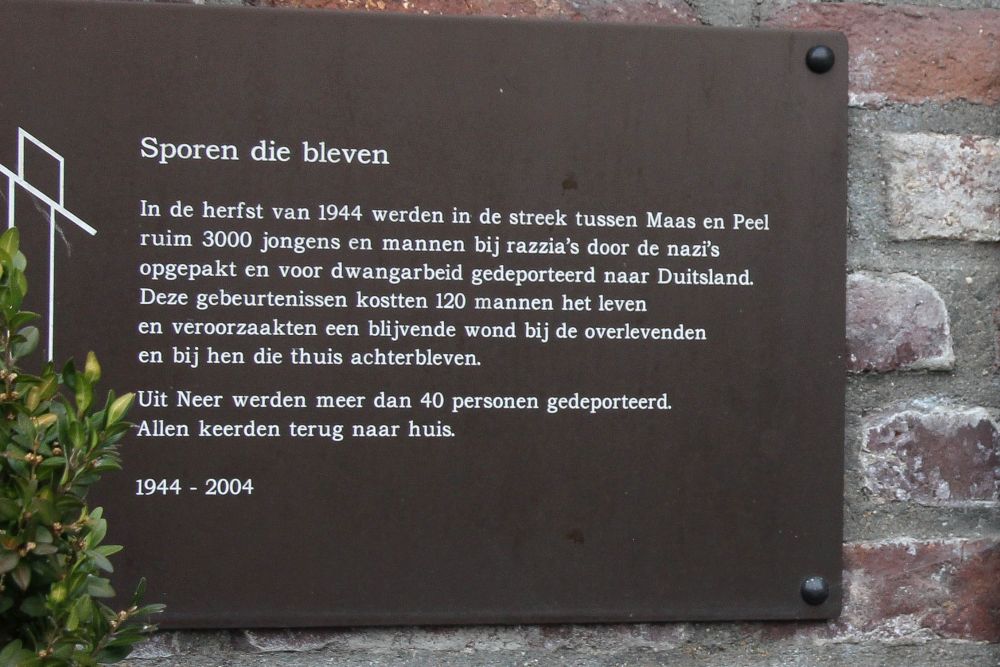 Sporen die bleven
In de herfst van 1944 werden in de streek tussen Maas en Peel
ruim 3000 jongens en mannen bij razzia's door de nazi's
opgepakt en voor dwangarbeid gedeporteerd naar Duitsland.
Deze gebeurtenissen kostten 120 mannen het leven
en veroorzaakten een blijvende wond bij de overlevenden
en bij hen die thuis achterbleven.
Uit Neer werden meer dan 40 personen gedeporteerd.
Allen keerden terug naar huis.
1944 - 2004